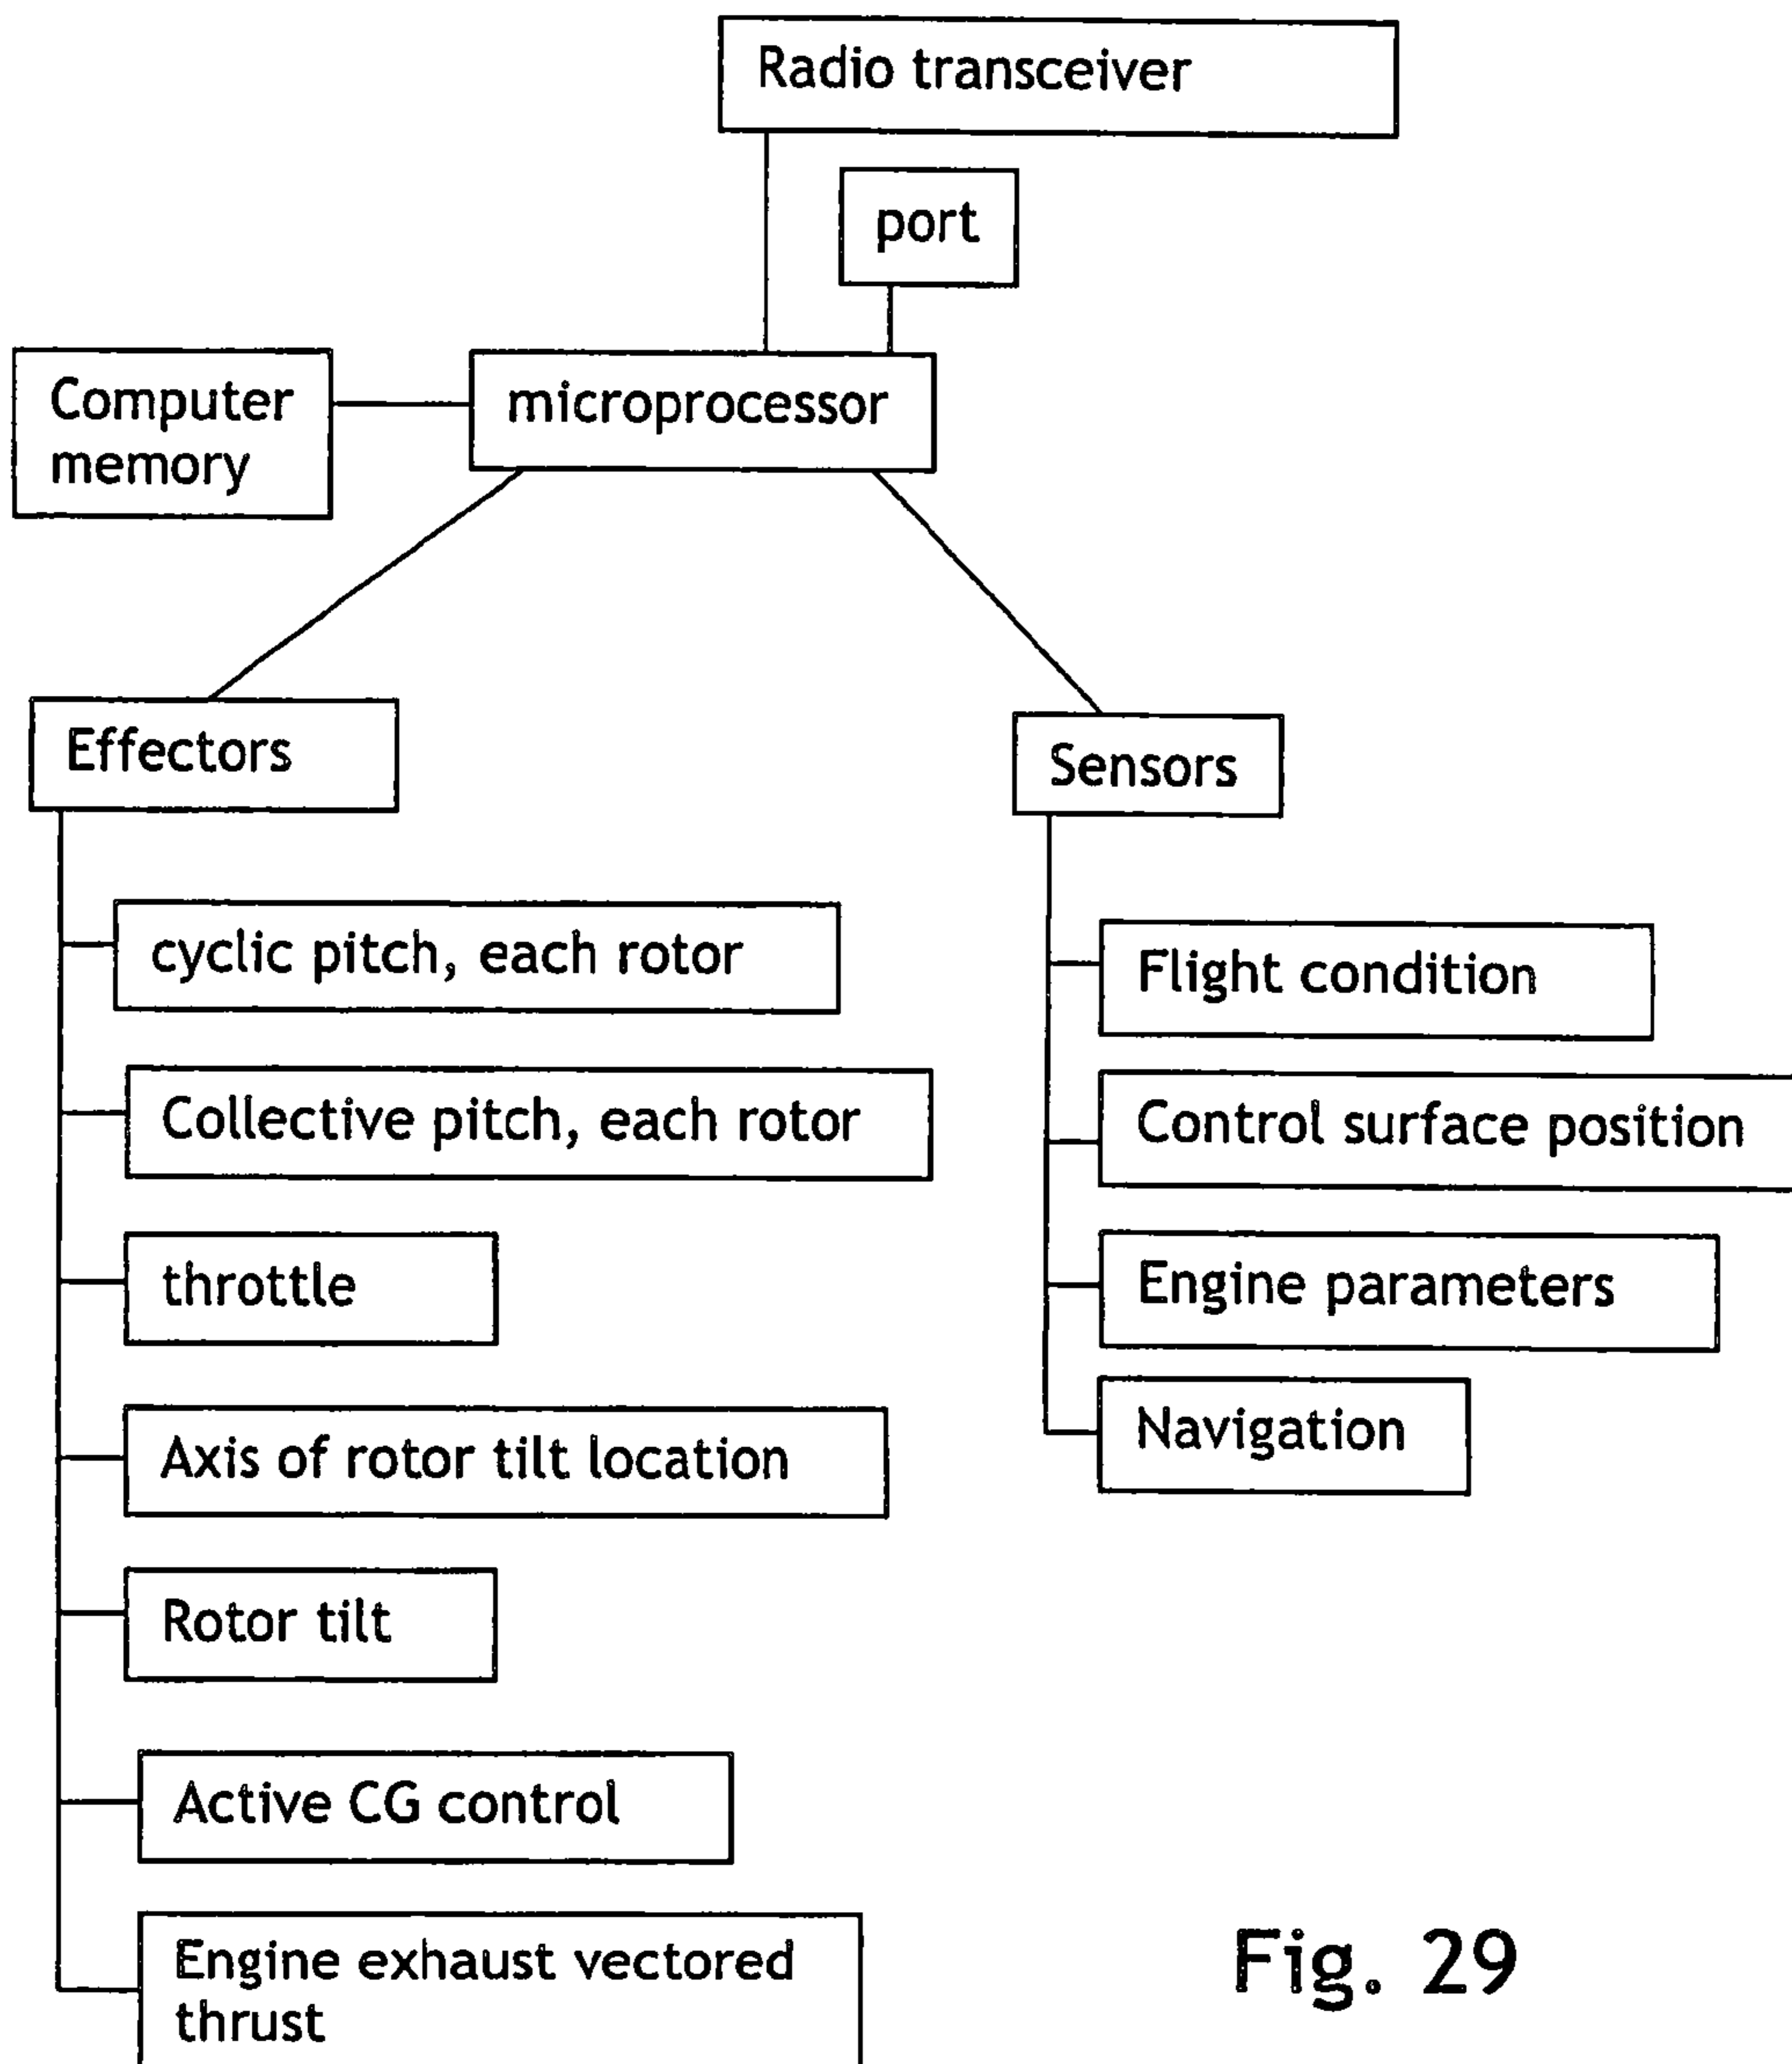 Radio transceiver
port
Computer
memory
microprocessor
Effectors
Sensors
cyclic pitch, each rotor
Collective pitch, each rotor
throttle
Axis of rotor tilt location
Rotor tilt
Active CG control
Engine exhaust vectored
thrust
Flight condition
Control surface position
Engine parameters
Navigation
Fig. 29